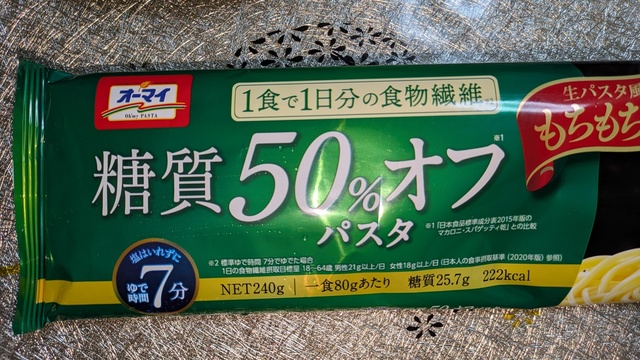 オーマイ
Oh'my PASTA
1食で1日分の食物繊維
生パスタ風
もちもち
糖質50%オフ※1
パスタ
※1「日本食品標準成分表2015年版の
マカロニ・スパゲッティ乾」との比較
塩はいれずに
ゆで時間 7分
※2 標準ゆで時間 7分でゆでた場合
1日の食物繊維摂取目標量 18～64歳 男性21g以上/日 女性18g以上/日（日本人の食事摂取基準（2020年版）参照）
NET240g 一食80gあたり 糖質25.7g 222kcal